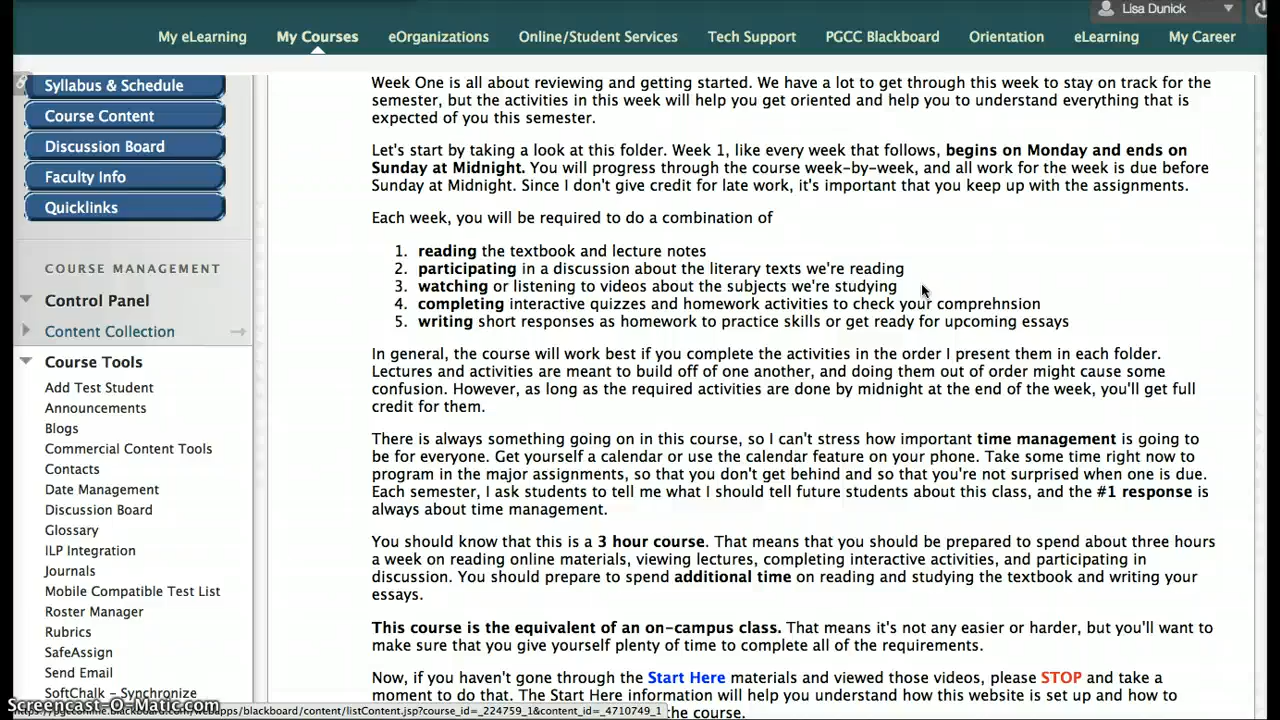 Lisa Dunick
My eLearning My Courses eOrganizations Online/Student Services Tech Support PGCC Blackboard Orientation eLearning My Career
Syllabus & Schedule
Course Content
Discussion Board
Faculty Info
Quicklinks
COURSE MANAGEMENT
Control Panel
Content Collection
Course Tools
Add Test Student
Announcements
Blogs
Commercial Content Tools
Contacts
Date Management
Discussion Board
Glossary
ILP Integration
Journals
Mobile Compatible Test List
Roster Manager
Rubrics
SafeAssign
Send Email
SoftChalk - Synchronize
Week One is all about reviewing and getting started. We have a lot to get through this week to stay on track for the
semester, but the activities in this week will help you get oriented and help you to understand everything that is
expected of you this semester.
Let's start by taking a look at this folder. Week 1, like every week that follows, begins on Monday and ends on
Sunday at Midnight. You will progress through the course week-by-week, and all work for the week is due before
Sunday at Midnight. Since I don't give credit for late work, it's important that you keep up with the assignments.
Each week, you will be required to do a combination of
1. reading the textbook and lecture notes
2. participating in a discussion about the literary texts we're reading
3. watching or listening to videos about the subjects we're studying
4. completing interactive quizzes and homework activities to check your comprehnsion
5. writing short responses as homework to practice skills or get ready for upcoming essays
In general, the course will work best if you complete the activities in the order I present them in each folder.
Lectures and activities are meant to build off of one another, and doing them out of order might cause some
confusion. However, as long as the required activities are done by midnight at the end of the week, you'll get full
credit for them.
There is always something going on in this course, so I can't stress how important time management is going to
be for everyone. Get yourself a calendar or use the calendar feature on your phone. Take some time right now to
program in the major assignments, so that you don't get behind and so that you're not surprised when one is due.
Each semester, I ask students to tell me what I should tell future students about this class, and the #1 response is
always about time management.
You should know that this is a 3 hour course. That means that you should be prepared to spend about three hours
a week on reading online materials, viewing lectures, completing interactive activities, and participating in
discussion. You should prepare to spend additional time on reading and studying the textbook and writing your
essays.
This course is the equivalent of an on-campus class. That means it's not any easier or harder, but you'll want to
make sure that you give yourself plenty of time to complete all of the requirements.
Now, if you haven't gone through the Start Here materials and viewed those videos, please STOP and take a
moment to do that. The Start Here information will help you understand how this website is set up and how to
the course.
Screencast-O-Matic.com